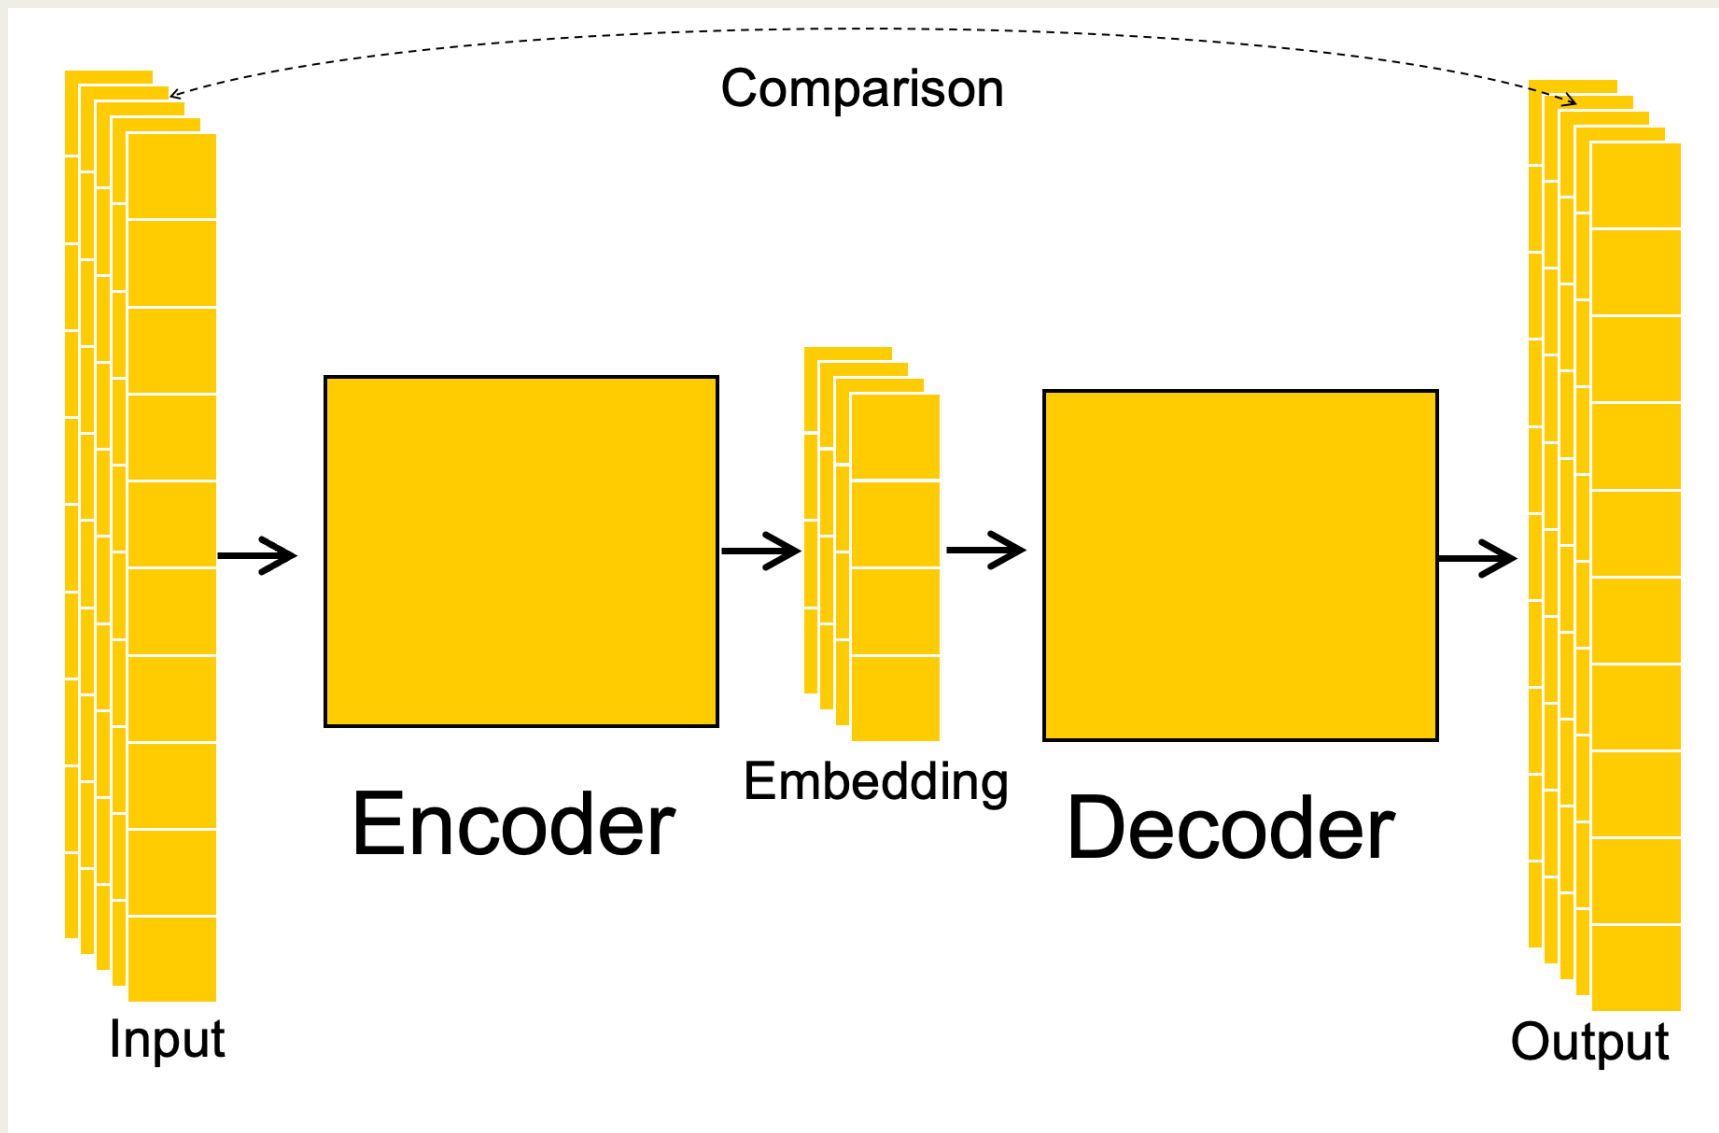 Comparison
Embedding
Encoder
Decoder
Input
Output